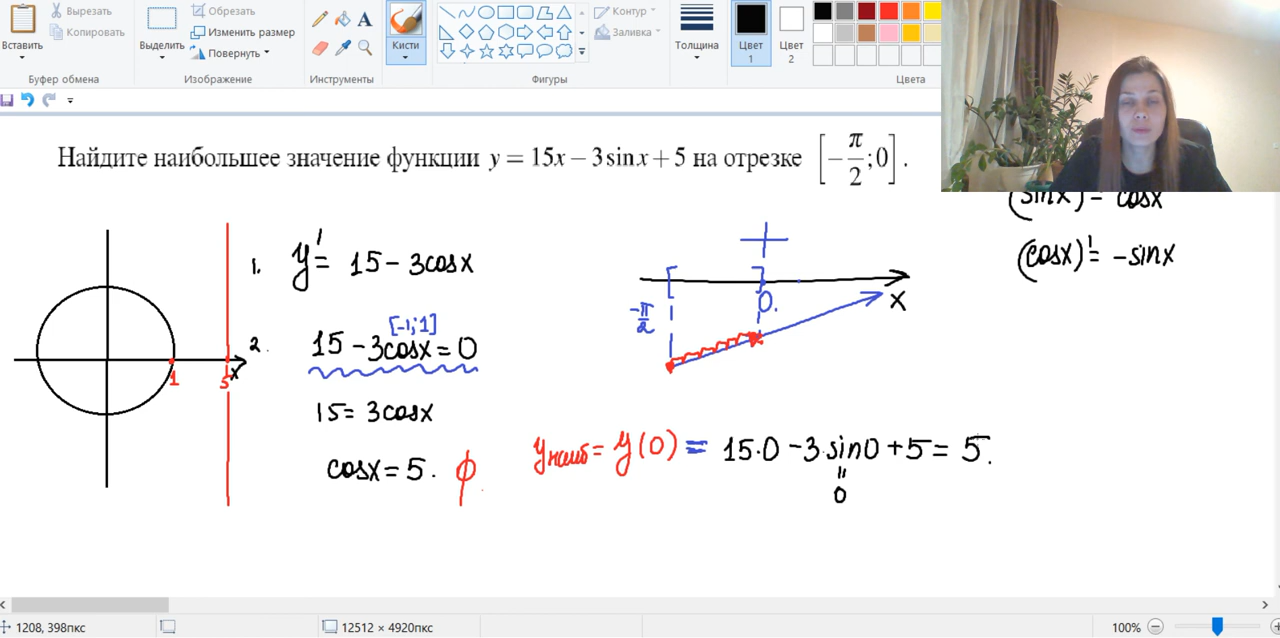 Вставить
Вырезать
Копировать
Буфер обмена
Выделить
Обрезать
Изменить размер
Повернуть
Изображение
A
Инструменты
Кисти
Контур
Заливка
Фигуры
Толщина
Цвет 1
Цвет 2
Цвета
Найдите наибольшее значение функции y = 15x − 3sinx + 5 на отрезке [−π/2; 0].
(sinx)' = cosx
(cosx)' = -sinx
1. y' = 15 - 3cosx
[-1;1]
2. 15 - 3cosx = 0
15 = 3cosx
cosx = 5. ϕ
x
1
5
+
-π/2
0.
x
yнаиб = y(0) = 15·0 - 3·sin0 + 5 = 5.
"
0
1208, 398пкс
12512 × 4920пкс
100%